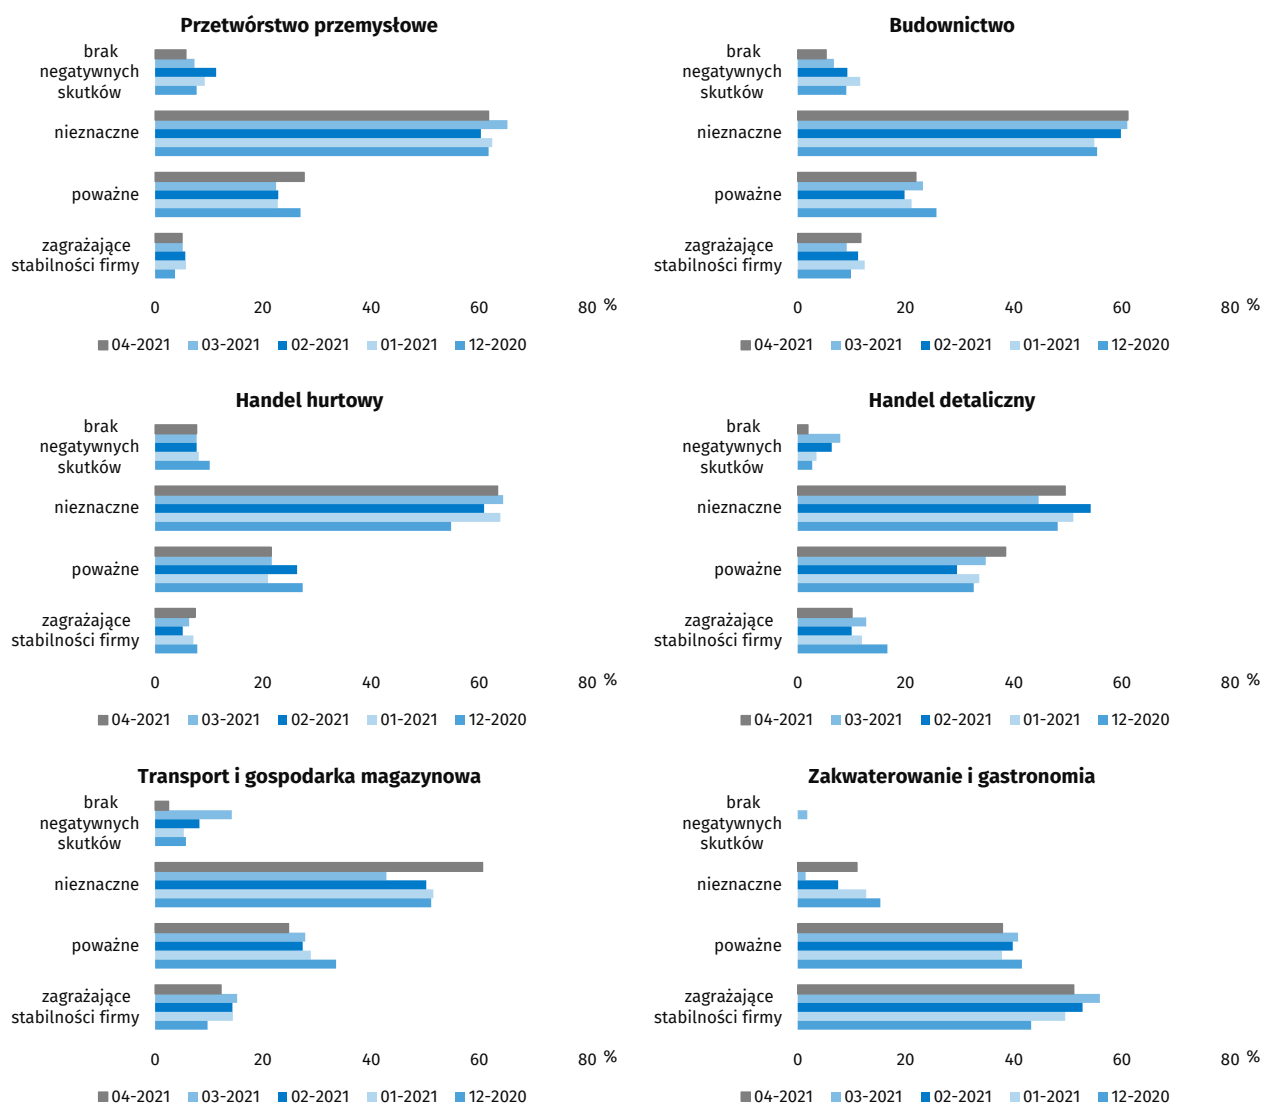 Przetwórstwo przemysłowe
brak
negatywnych
skutków
nieznaczne
poważne
zagrażające
stabilności firmy
0 20 40 60 80 %
04-2021 03-2021 02-2021 01-2021 12-2020
Budownictwo
brak
negatywnych
skutków
nieznaczne
poważne
zagrażające
stabilności firmy
0 20 40 60 80 %
04-2021 03-2021 02-2021 01-2021 12-2020
Handel hurtowy
brak
negatywnych
skutków
nieznaczne
poważne
zagrażające
stabilności firmy
0 20 40 60 80 %
04-2021 03-2021 02-2021 01-2021 12-2020
Handel detaliczny
brak
negatywnych
skutków
nieznaczne
poważne
zagrażające
stabilności firmy
0 20 40 60 80 %
04-2021 03-2021 02-2021 01-2021 12-2020
Transport i gospodarka magazynowa
brak
negatywnych
skutków
nieznaczne
poważne
zagrażające
stabilności firmy
0 20 40 60 80 %
04-2021 03-2021 02-2021 01-2021 12-2020
Zakwaterowanie i gastronomia
brak
negatywnych
skutków
nieznaczne
poważne
zagrażające
stabilności firmy
0 20 40 60 80 %
04-2021 03-2021 02-2021 01-2021 12-2020